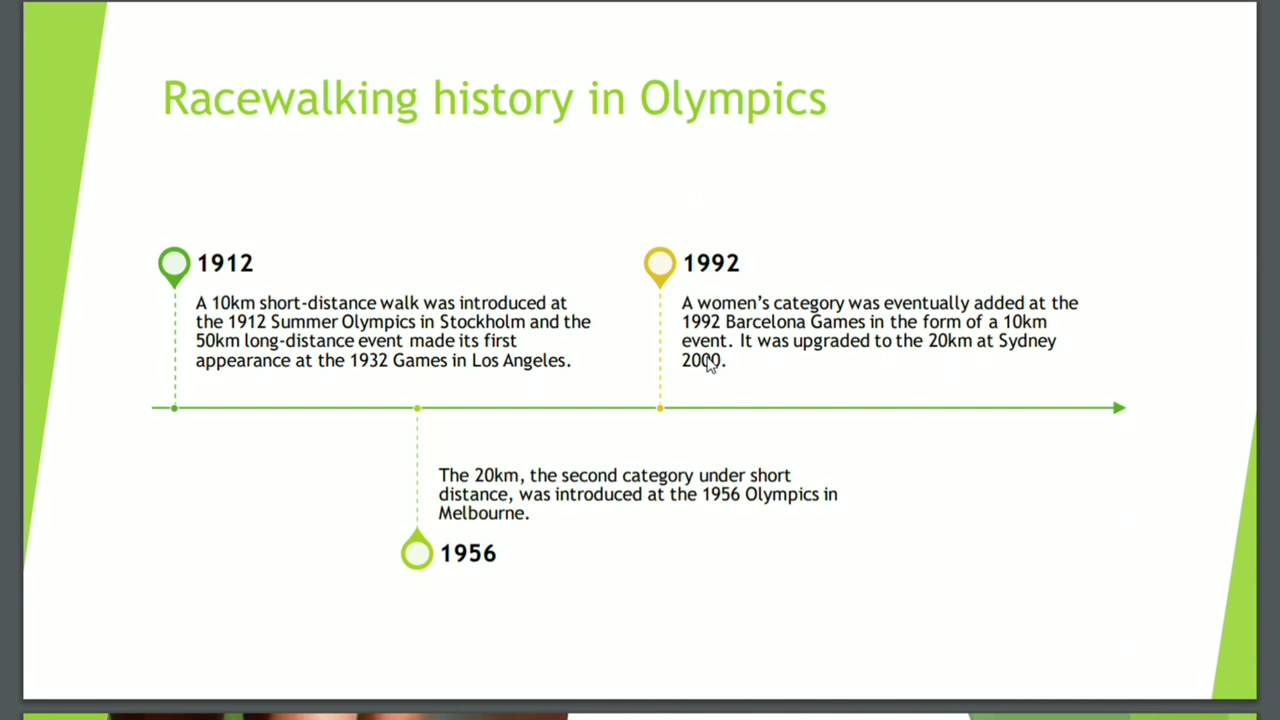 Racewalking history in Olympics
1912
A 10km short-distance walk was introduced at
the 1912 Summer Olympics in Stockholm and the
50km long-distance event made its first
appearance at the 1932 Games in Los Angeles.
1992
A women’s category was eventually added at the
1992 Barcelona Games in the form of a 10km
event. It was upgraded to the 20km at Sydney
2000.
The 20km, the second category under short
distance, was introduced at the 1956 Olympics in
Melbourne.
1956